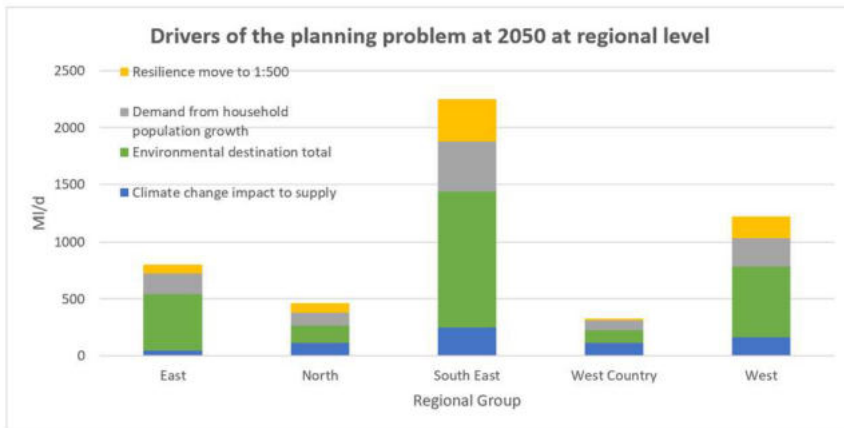 Drivers of the planning problem at 2050 at regional level
2500
2000
1500
1000
500
0
Ml/d
Resilience move to 1:500
Demand from household
population growth
Environmental destination total
Climate change impact to supply
East
North
South East
West Country
West
Regional Group